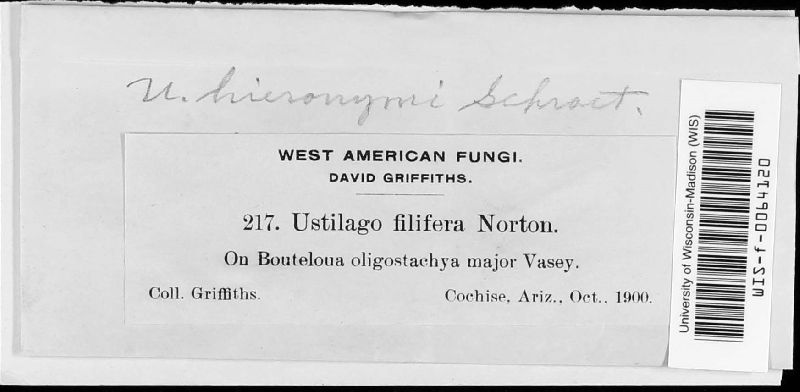 U. hieronymi Schroet.
WEST AMERICAN FUNGI.
DAVID GRIFFITHS.
217. Ustilago filifera Norton.
On Bouteloua oligostachya major Vasey.
Coll. Griffiths. Cochise, Ariz., Oct., 1900.
University of Wisconsin-Madison (WIS)
WIS-f-0064120